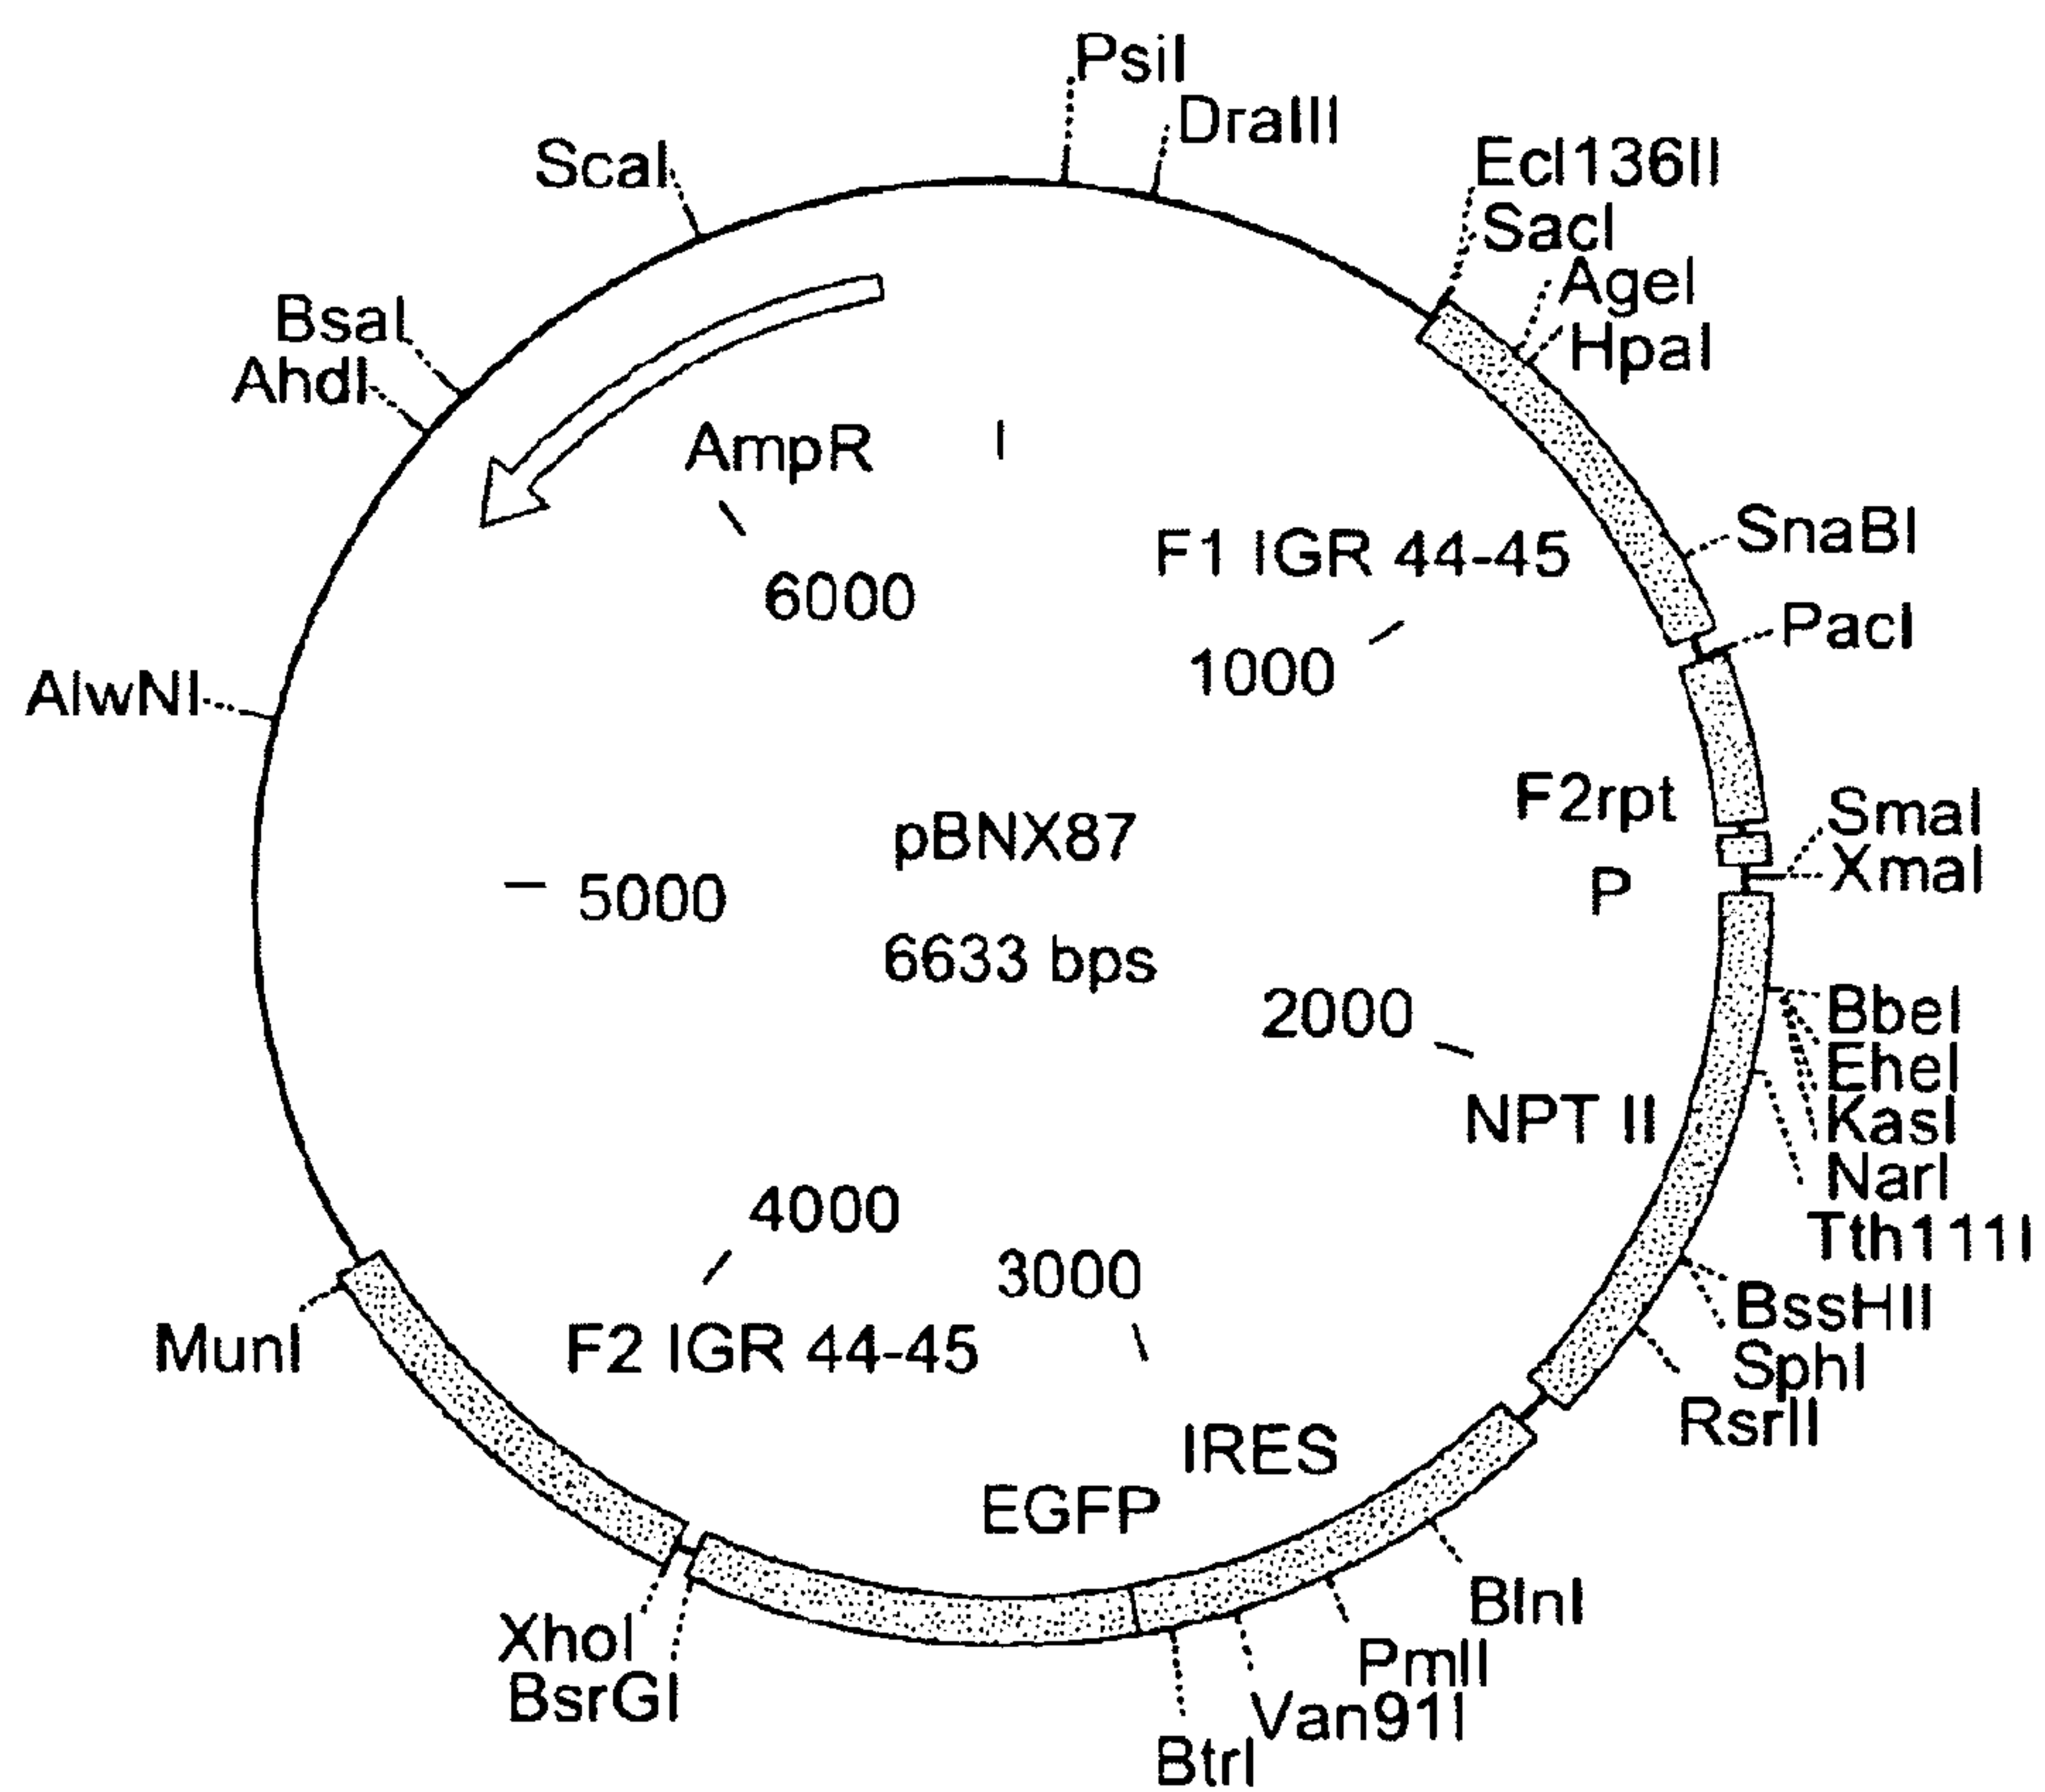 PsiI
DraIII
Ecl136II
SacI
AgeI
HpaI
ScaI
BsaI
AhdI
AmpR
I
6000
F1 IGR 44-45
1000
SnaBI
PacI
AlwNI
F2rpt
P
SmaI
XmaI
pBNX87
6633 bps
5000
2000
NPT II
BbeI
EheI
KasI
NarI
Tth111I
BssHII
SphI
RsrII
4000
3000
MunI
F2 IGR 44-45
IRES
EGFP
BlnI
PmlI
Van91I
BtrI
XhoI
BsrGI